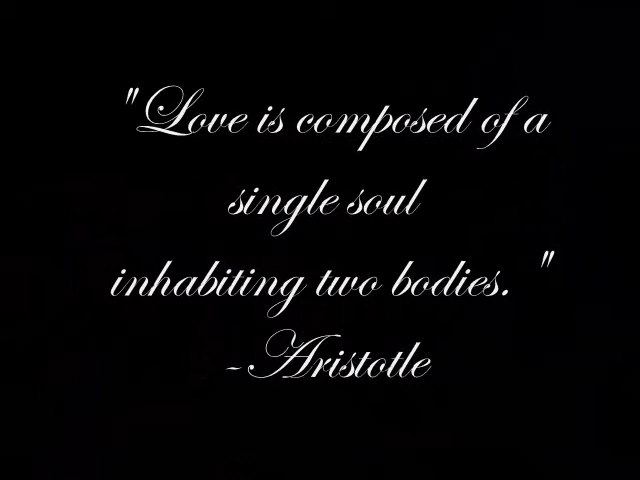 "Love is composed of a
single soul
inhabiting two bodies. "
-Aristotle